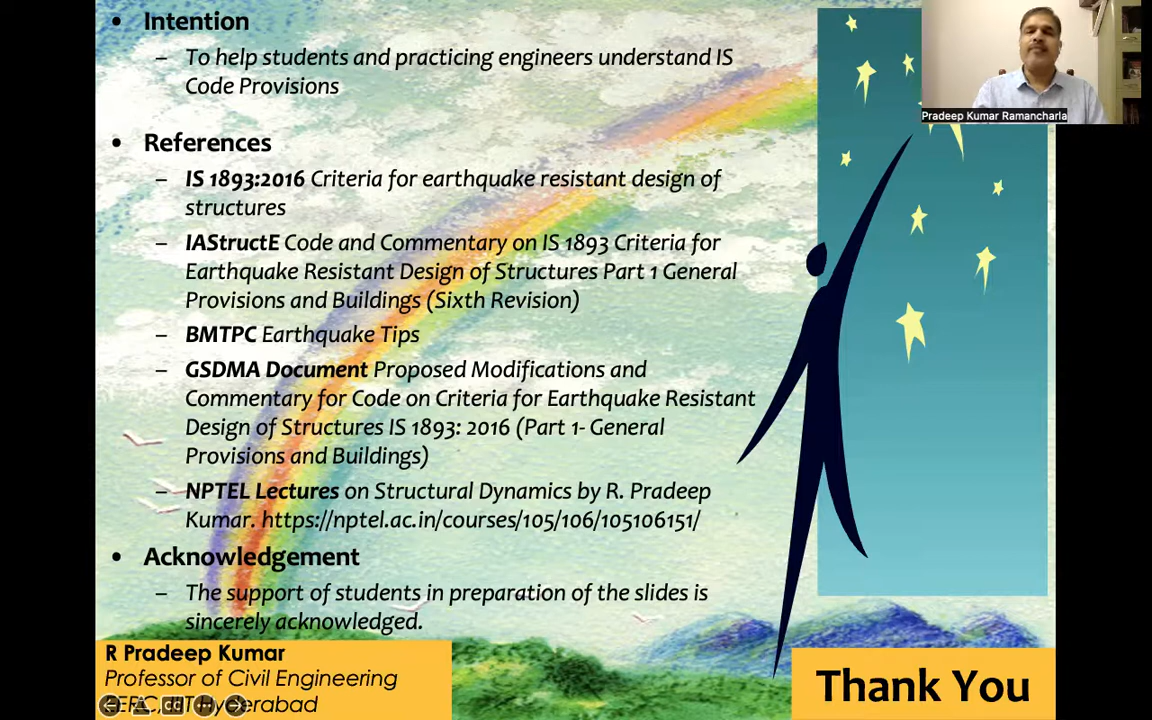 • Intention
– To help students and practicing engineers understand IS
Code Provisions
• References
– IS 1893:2016 Criteria for earthquake resistant design of
structures
– IAStructE Code and Commentary on IS 1893 Criteria for
Earthquake Resistant Design of Structures Part 1 General
Provisions and Buildings (Sixth Revision)
– BMTPC Earthquake Tips
– GSDMA Document Proposed Modifications and
Commentary for Code on Criteria for Earthquake Resistant
Design of Structures IS 1893: 2016 (Part 1- General
Provisions and Buildings)
– NPTEL Lectures on Structural Dynamics by R. Pradeep
Kumar. https://nptel.ac.in/courses/105/106/105106151/
• Acknowledgement
– The support of students in preparation of the slides is
sincerely acknowledged.
R Pradeep Kumar
Professor of Civil Engineering
Hyderabad
Thank You
Pradeep Kumar Ramancharla